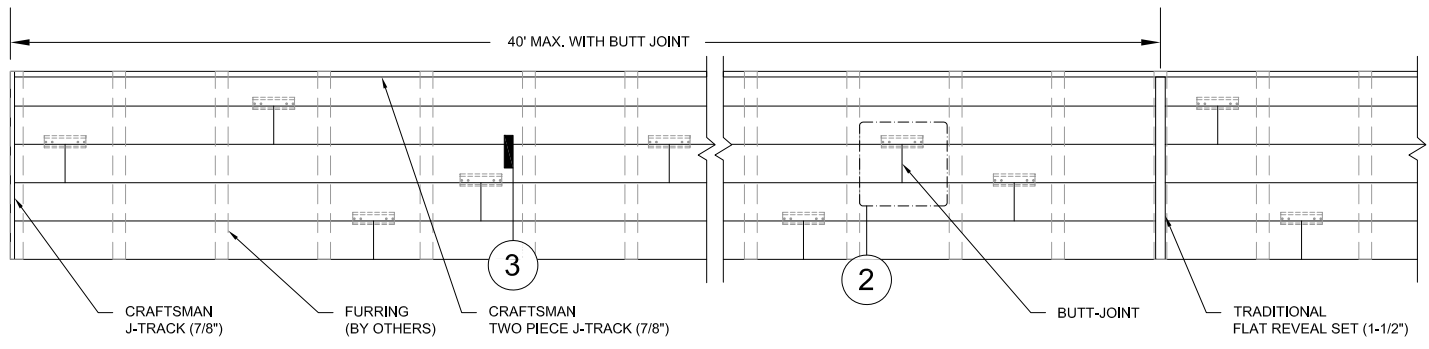 40' MAX. WITH BUTT JOINT
3
2
CRAFTSMAN
J-TRACK (7/8")
FURRING
(BY OTHERS)
CRAFTSMAN
TWO PIECE J-TRACK (7/8")
BUTT-JOINT
TRADITIONAL
FLAT REVEAL SET (1-1/2")